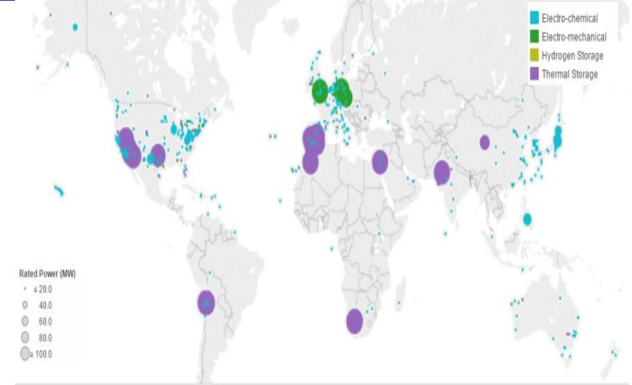 Electro-chemical
Electro-mechanical
Hydrogen Storage
Thermal Storage
Rated Power (MW)
≤ 20.0
40.0
60.0
80.0
≥ 100.0